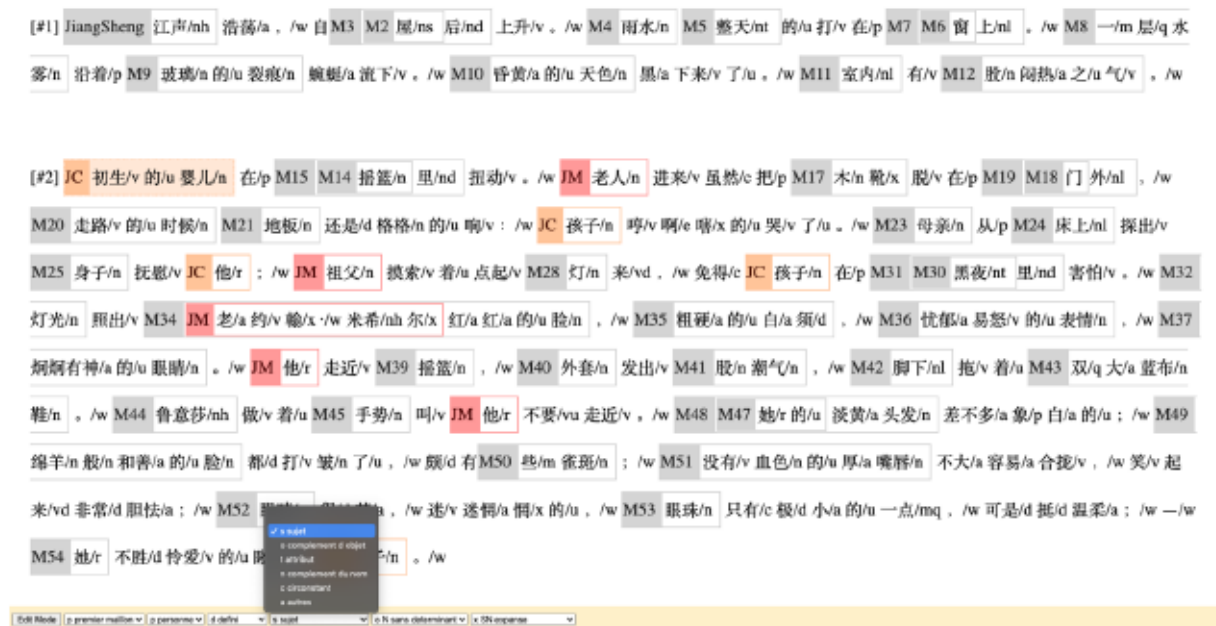 [#1] JiangSheng 江声/nh 浩荡/a ，/w 自 M3 M2 屋/ns 后/nd 上升/v 。/w M4 雨水/n M5 整天/nt 的/u 打/v 在/p M7 M6 窗 上/nl 。/w M8 一/m 层/q 水
雾/n 沿着/p M9 玻璃/n 的/u 裂痕/n 蜿蜒/a 流下/v 。/w M10 昏黄/a 的/u 天色/n 黑/a 下来/v 了/u 。/w M11 室内/nl 有/v M12 股/n 闷热/a 之/u 气/v ，/w
[#2] JC 初生/v 的/u 婴儿/n 在/p M15 M14 摇篮/n 里/nd 扭动/v 。/w JM 老人/n 进来/v 虽然/c 把/p M17 木/n 靴/x 脱/v 在/p M19 M18 门 外/nl ，/w
M20 走路/v 的/u 时候/n M21 地板/n 还是/d 格格/n 的/u 响/v ：/w JC 孩子/n 哼/v 啊/e 嗐/x 的/u 哭/v 了/u 。/w M23 母亲/n 从/p M24 床上/nl 探出/v
M25 身子/n 抚慰/v JC 他/r ；/w JM 祖父/n 摸索/v 着/u 点起/v M28 灯/n 来/vd ，/w 免得/c JC 孩子/n 在/p M31 M30 黑夜/nt 里/nd 害怕/v 。/w M32
灯光/n 照出/v M34 JM 老/a 约/v 翰/x ·/w 米希/nh 尔/x 红/a 红/a 的/u 脸/n ，/w M35 粗硬/a 的/u 白/a 须/d ，/w M36 忧郁/a 易怒/v 的/u 表情/n ，/w M37
炯炯有神/a 的/u 眼睛/n 。/w JM 他/r 走近/v M39 摇篮/n ，/w M40 外套/n 发出/v M41 股/n 潮气/n ，/w M42 脚下/nl 拖/v 着/u M43 双/q 大/a 蓝布/n
鞋/n 。/w M44 鲁意莎/nh 做/v 着/u M45 手势/n 叫/v JM 他/r 不要/vu 走近/v 。/w M48 M47 她/r 的/u 淡黄/a 头发/n 差不多/a 象/p 白/a 的/u ；/w M49
绵羊/n 般/n 和善/a 的/u 脸/n 都/d 打/v 皱/n 了/u ，/w 颇/d 有 M50 些/m 雀斑/n ；/w M51 没有/v 血色/n 的/u 厚/a 嘴唇/n 不大/a 容易/a 合拢/v ，/w 笑/v 起
来/vd 非常/d 胆怯/a ；/w M52 /a ，/w 迷/v 迷惘/a 惘/x 的/u ，/w M53 眼珠/n 只有/c 极/d 小/a 的/u 一点/mq ，/w 可是/d 挺/d 温柔/a ；/w —/w
M54 她/r 不胜/d 怜爱/v 的/u /n 。/w
✓ s sujet
o complement d objet
t attribut
n complement du nom
c circonstant
a autres
Edit Mode p premier maillon p personne d defini s sujet o N sans determinant x SN expanse